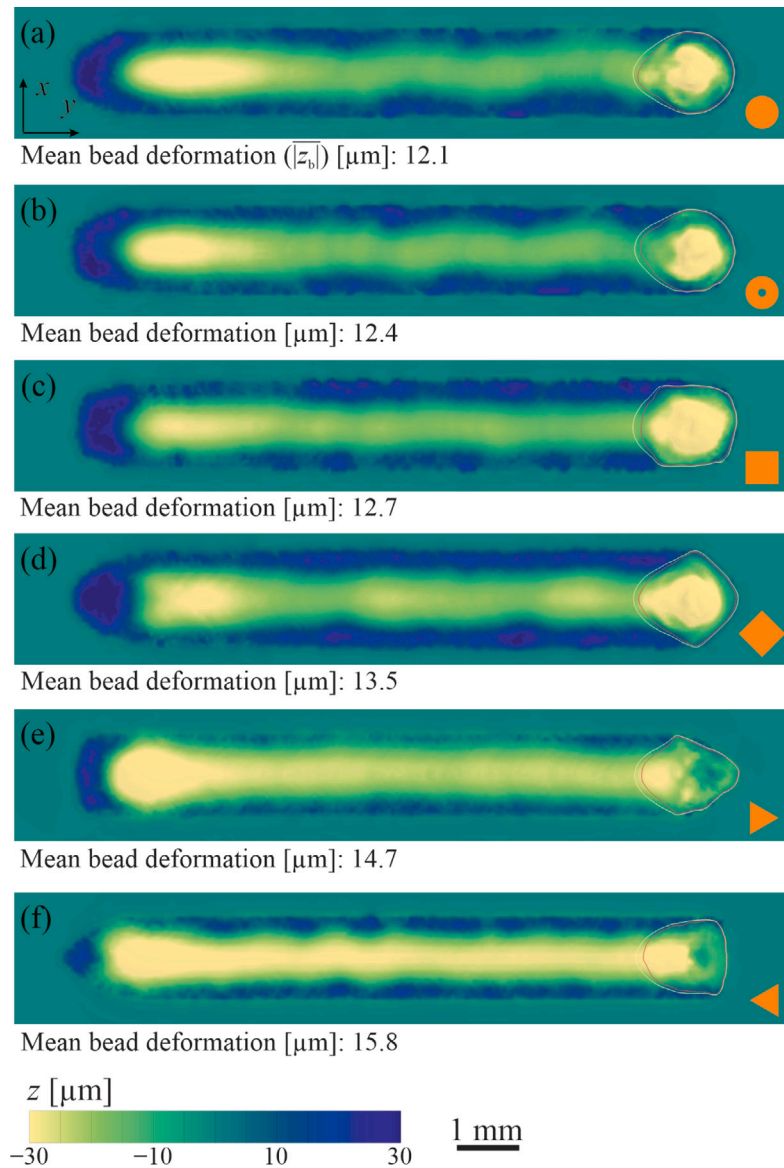 (a)
x
y
Mean bead deformation (|z̅b|) [µm]: 12.1
(b)
Mean bead deformation [µm]: 12.4
(c)
Mean bead deformation [µm]: 12.7
(d)
Mean bead deformation [µm]: 13.5
(e)
Mean bead deformation [µm]: 14.7
(f)
Mean bead deformation [µm]: 15.8
z [µm]
1 mm
−30 −10 10 30